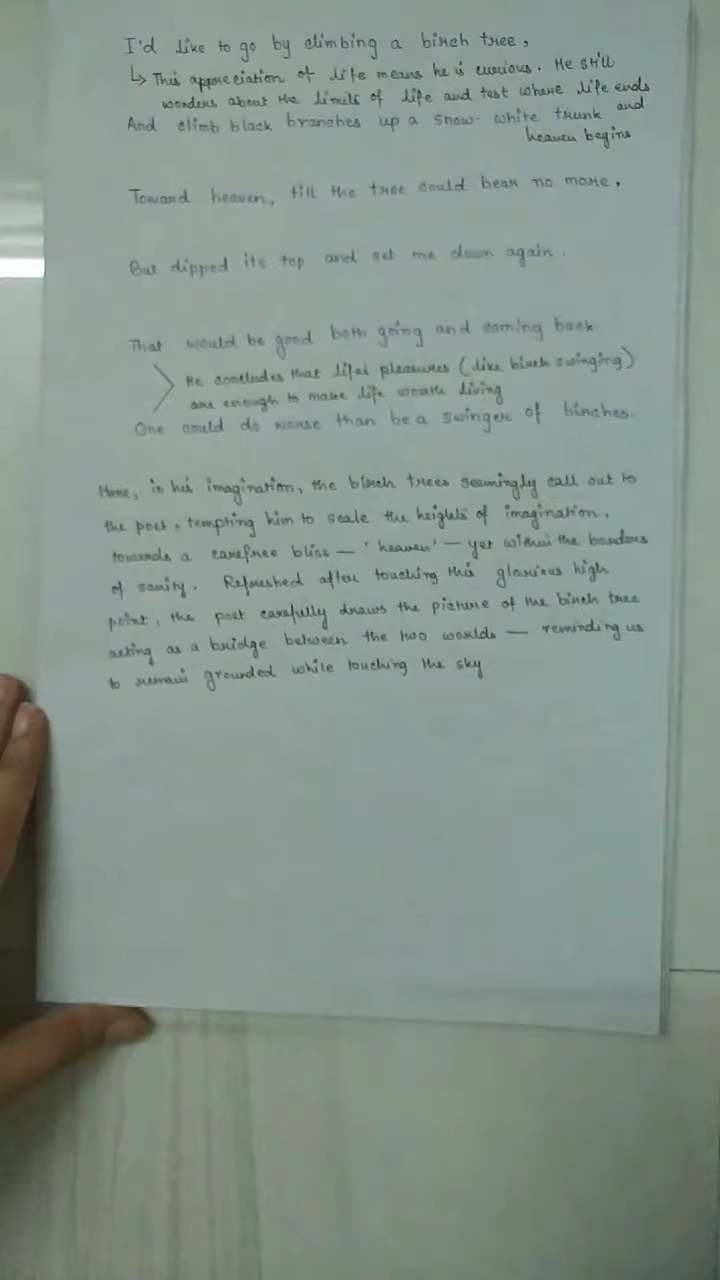 I'd like to go by climbing a birch tree,
↳ This appreciation of life means he is curious. He still
wonders about the limits of life and test where life ends
and
And climb black branches up a snow-white trunk
heaven begins
Toward heaven, till the tree could bear no more,
But dipped its top and set me down again.
That would be good both going and coming back
> He concludes that life's pleasures (like birch swinging)
are enough to make life worth living
One could do worse than be a swinger of birches.
Here, in his imagination, the birch trees seemingly call out to
the poet, tempting him to scale the heights of imagination,
towards a carefree bliss — 'heaven' — yet within the borders
of sanity. Refreshed after touching this glorious high
point, the poet carefully draws the picture of the birch tree
acting as a bridge between the two worlds — reminding us
to remain grounded while touching the sky